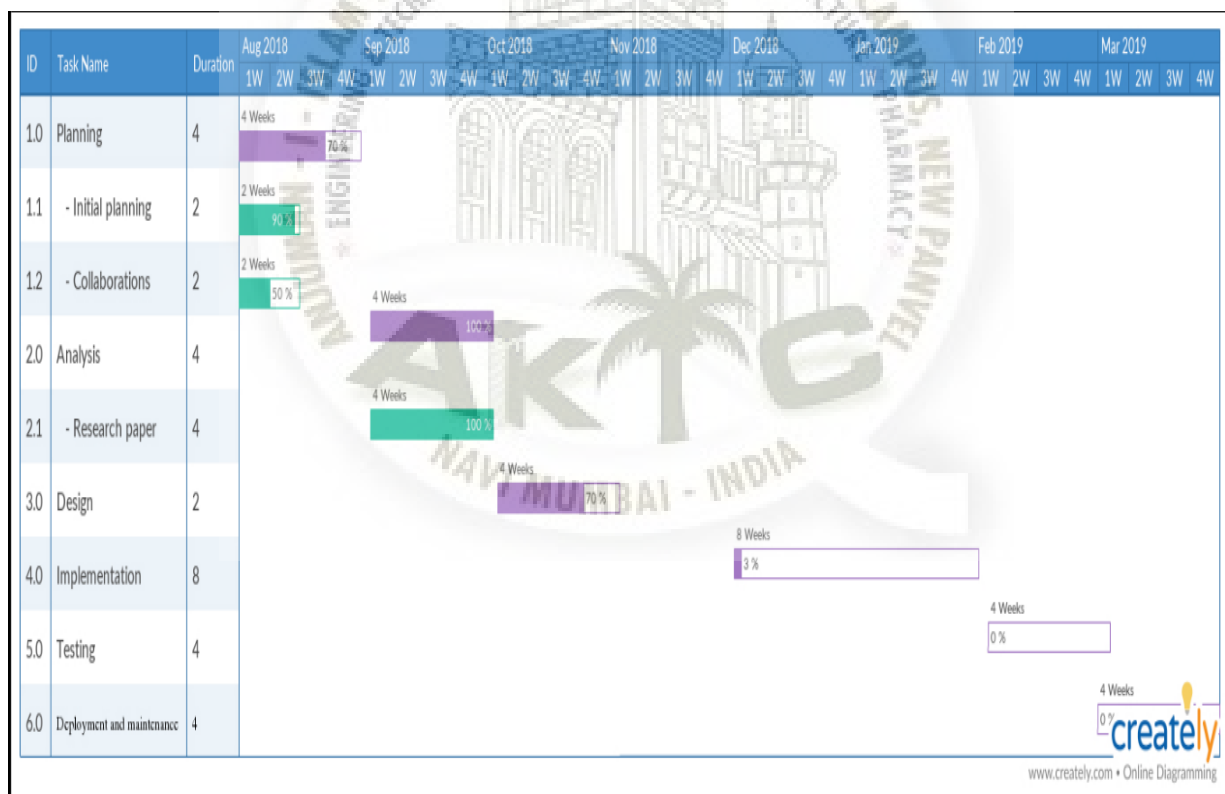 ID Task Name Duration Aug 2018 Sep 2018 Oct 2018 Nov 2018 Dec 2018 Jan 2019 Feb 2019 Mar 2019
1W 2W 3W 4W 1W 2W 3W 4W 1W 2W 3W 4W 1W 2W 3W 4W 1W 2W 3W 4W 1W 2W 3W 4W 1W 2W 3W 4W 1W 2W 3W 4W
4 Weeks
1.0 Planning 4 70 %
2 Weeks
1.1 - Initial planning 2 90 %
2 Weeks
1.2 - Collaborations 2 50 %
4 Weeks
100 %
2.0 Analysis 4
4 Weeks
2.1 - Research paper 4 100 %
4 Weeks
3.0 Design 2 70 %
8 Weeks
4.0 Implementation 8 3 %
4 Weeks
5.0 Testing 4 0 %
4 Weeks
6.0 Deployment and maintenance 4 0 %
creately
www.creately.com • Online Diagramming
AKTC
NAVI MUMBAI - INDIA
ENGINEERING
PHARMACY
CAMPUS, NEW PANVEL